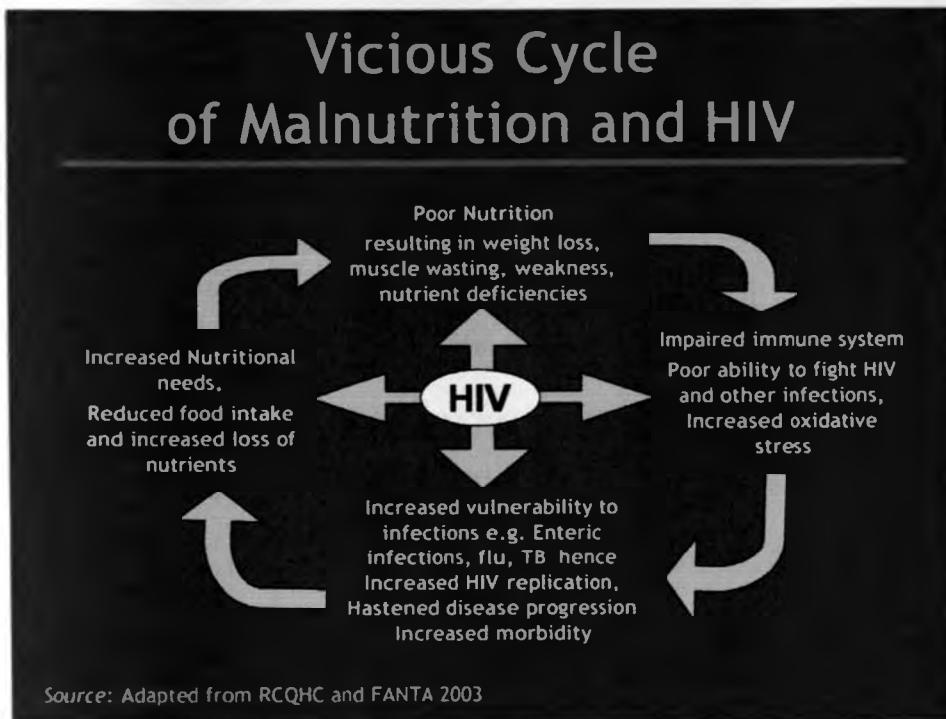 Vicious Cycle
of Malnutrition and HIV
Poor Nutrition
resulting in weight loss,
muscle wasting, weakness,
nutrient deficiencies
Impaired immune system
Poor ability to fight HIV
and other infections,
Increased oxidative
stress
Increased vulnerability to
infections e.g. Enteric
infections, flu, TB hence
Increased HIV replication,
Hastened disease progression
Increased morbidity
Increased Nutritional
needs,
Reduced food intake
and increased loss of
nutrients
HIV
Source: Adapted from RCQHC and FANTA 2003